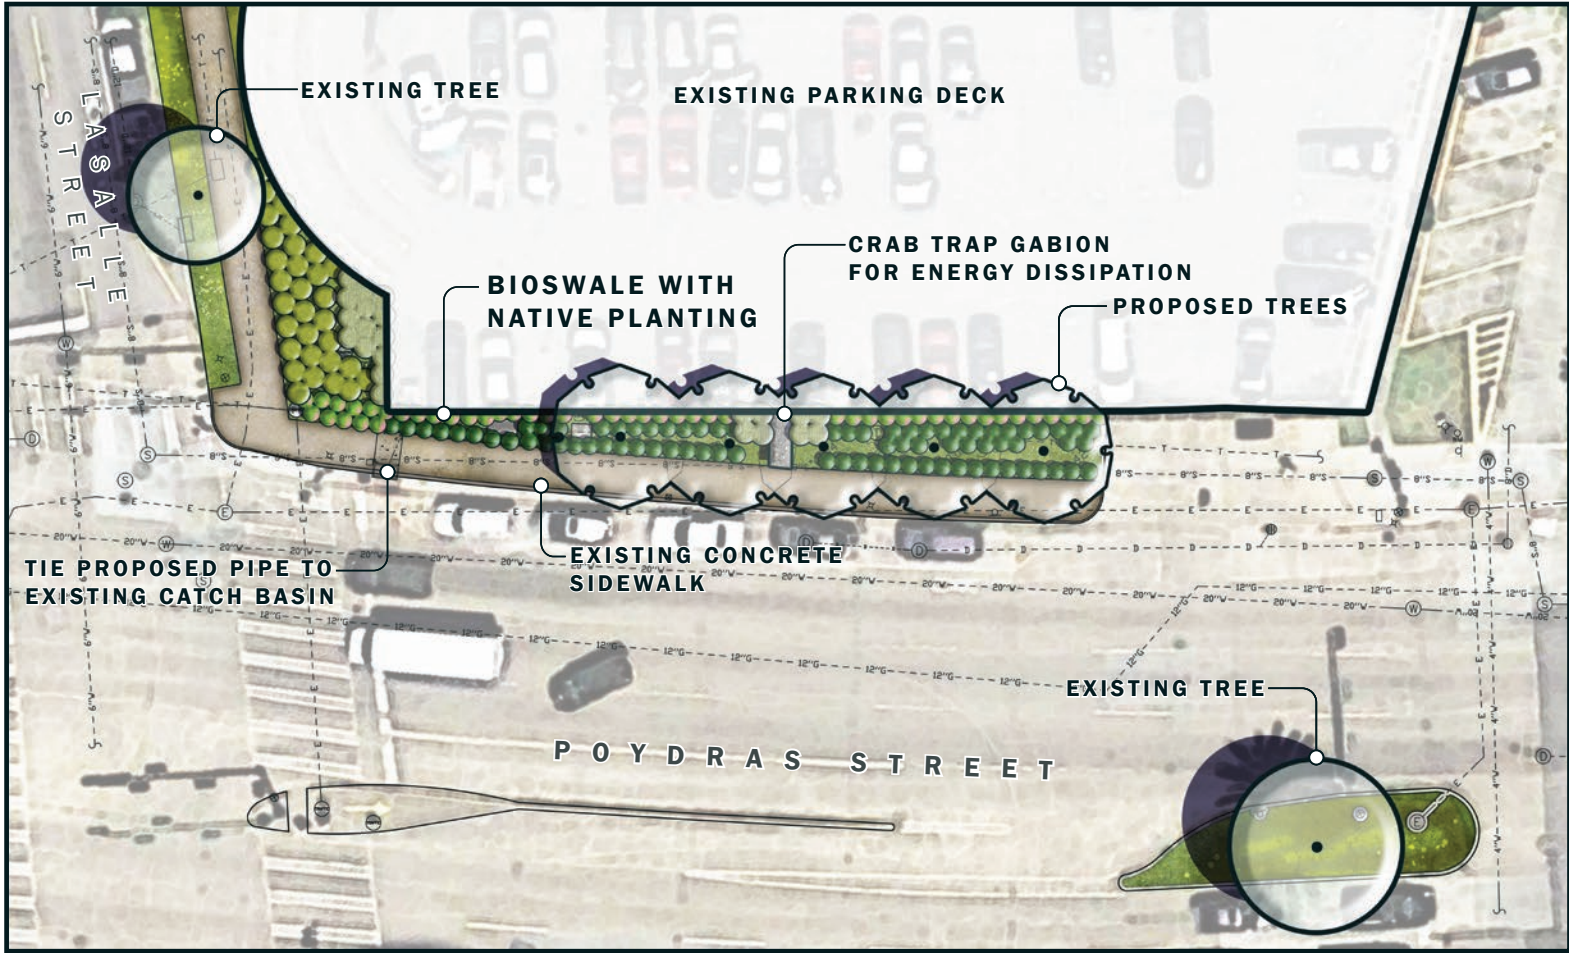 EXISTING TREE
EXISTING PARKING DECK
LASALLE
STREET
CRAB TRAP GABION
FOR ENERGY DISSIPATION
BIOSWALE WITH
NATIVE PLANTING
PROPOSED TREES
TIE PROPOSED PIPE TO
EXISTING CATCH BASIN
EXISTING CONCRETE
SIDEWALK
EXISTING TREE
POYDRAS STREET